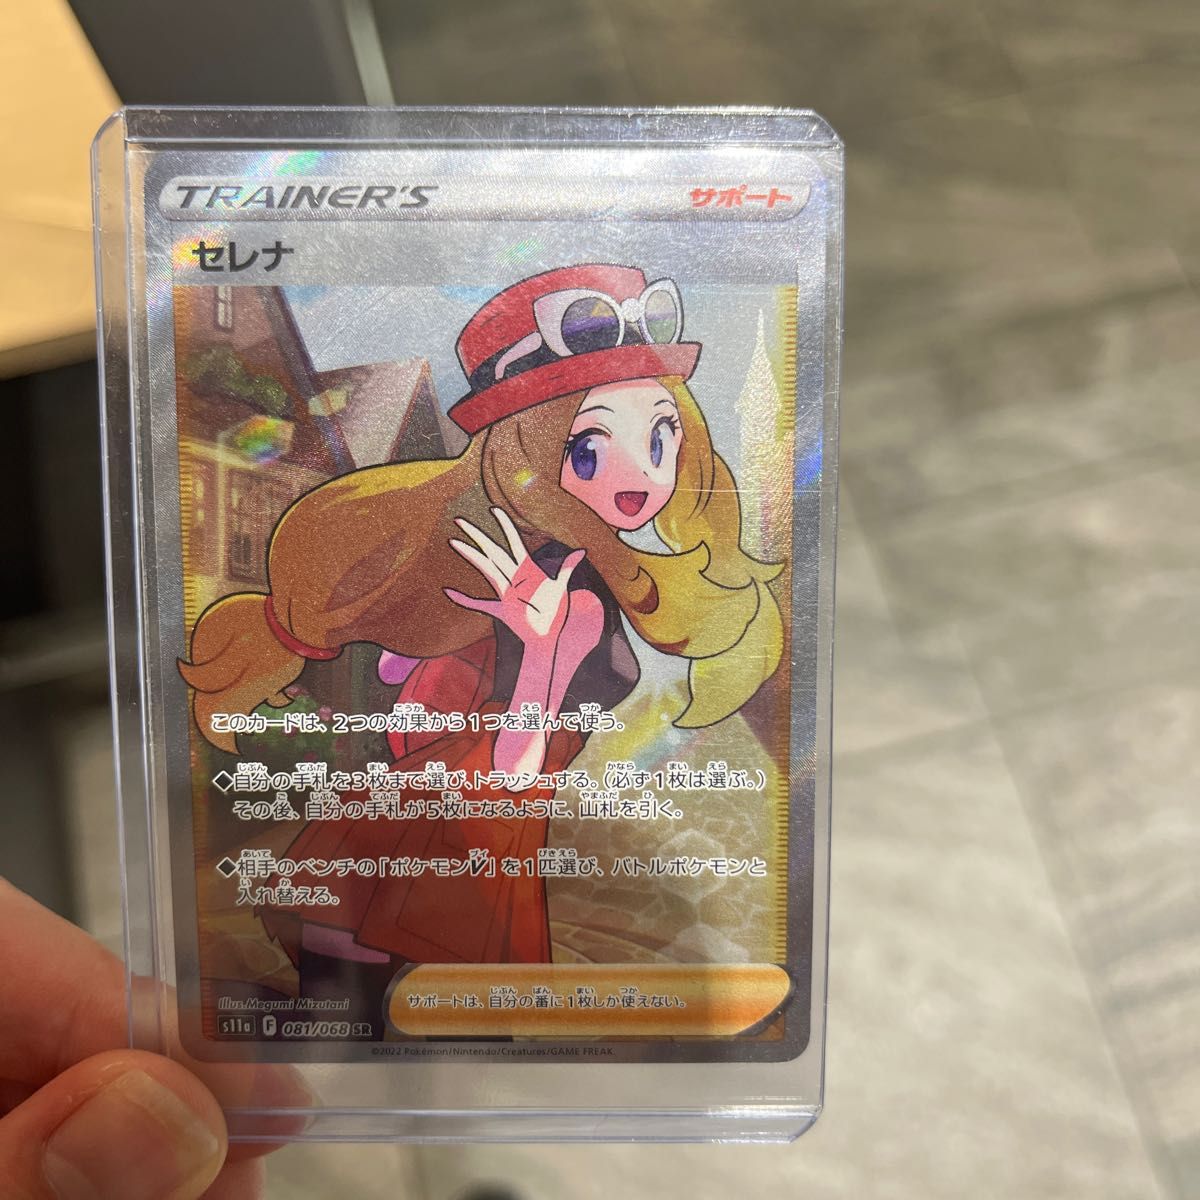 TRAINER'S サポート
セレナ
このカードは、2つの効果から1つを選んで使う。
◆自分の手札を3枚まで選び、トラッシュする。（必ず1枚は選ぶ。）
その後、自分の手札が5枚になるように、山札を引く。
◆相手のベンチの「ポケモンV」を1匹選び、バトルポケモンと
入れ替える。
サポートは、自分の番に1枚しか使えない。
Illus. Megumi Mizutani
s11a F 081/068 SR
©2022 Pokémon/Nintendo/Creatures/GAME FREAK.